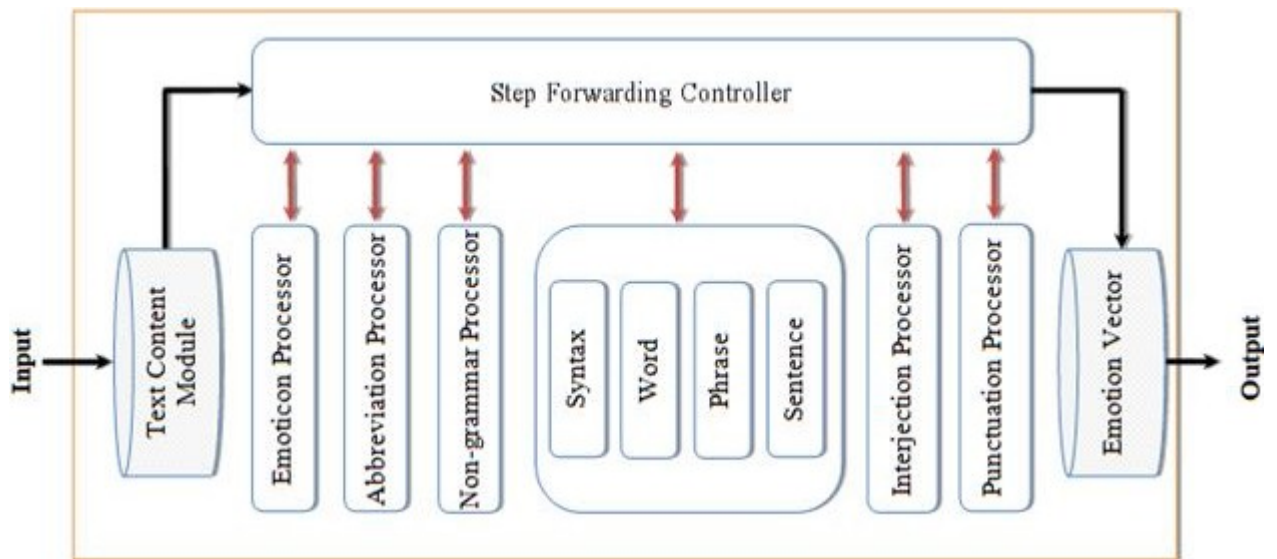 Step Forwarding Controller
Input
Text Content
Module
Emoticon Processor
Abbreviation Processor
Non-grammar Processor
Syntax
Word
Phrase
Sentence
Interjection Processor
Punctuation Processor
Emotion Vector
Output